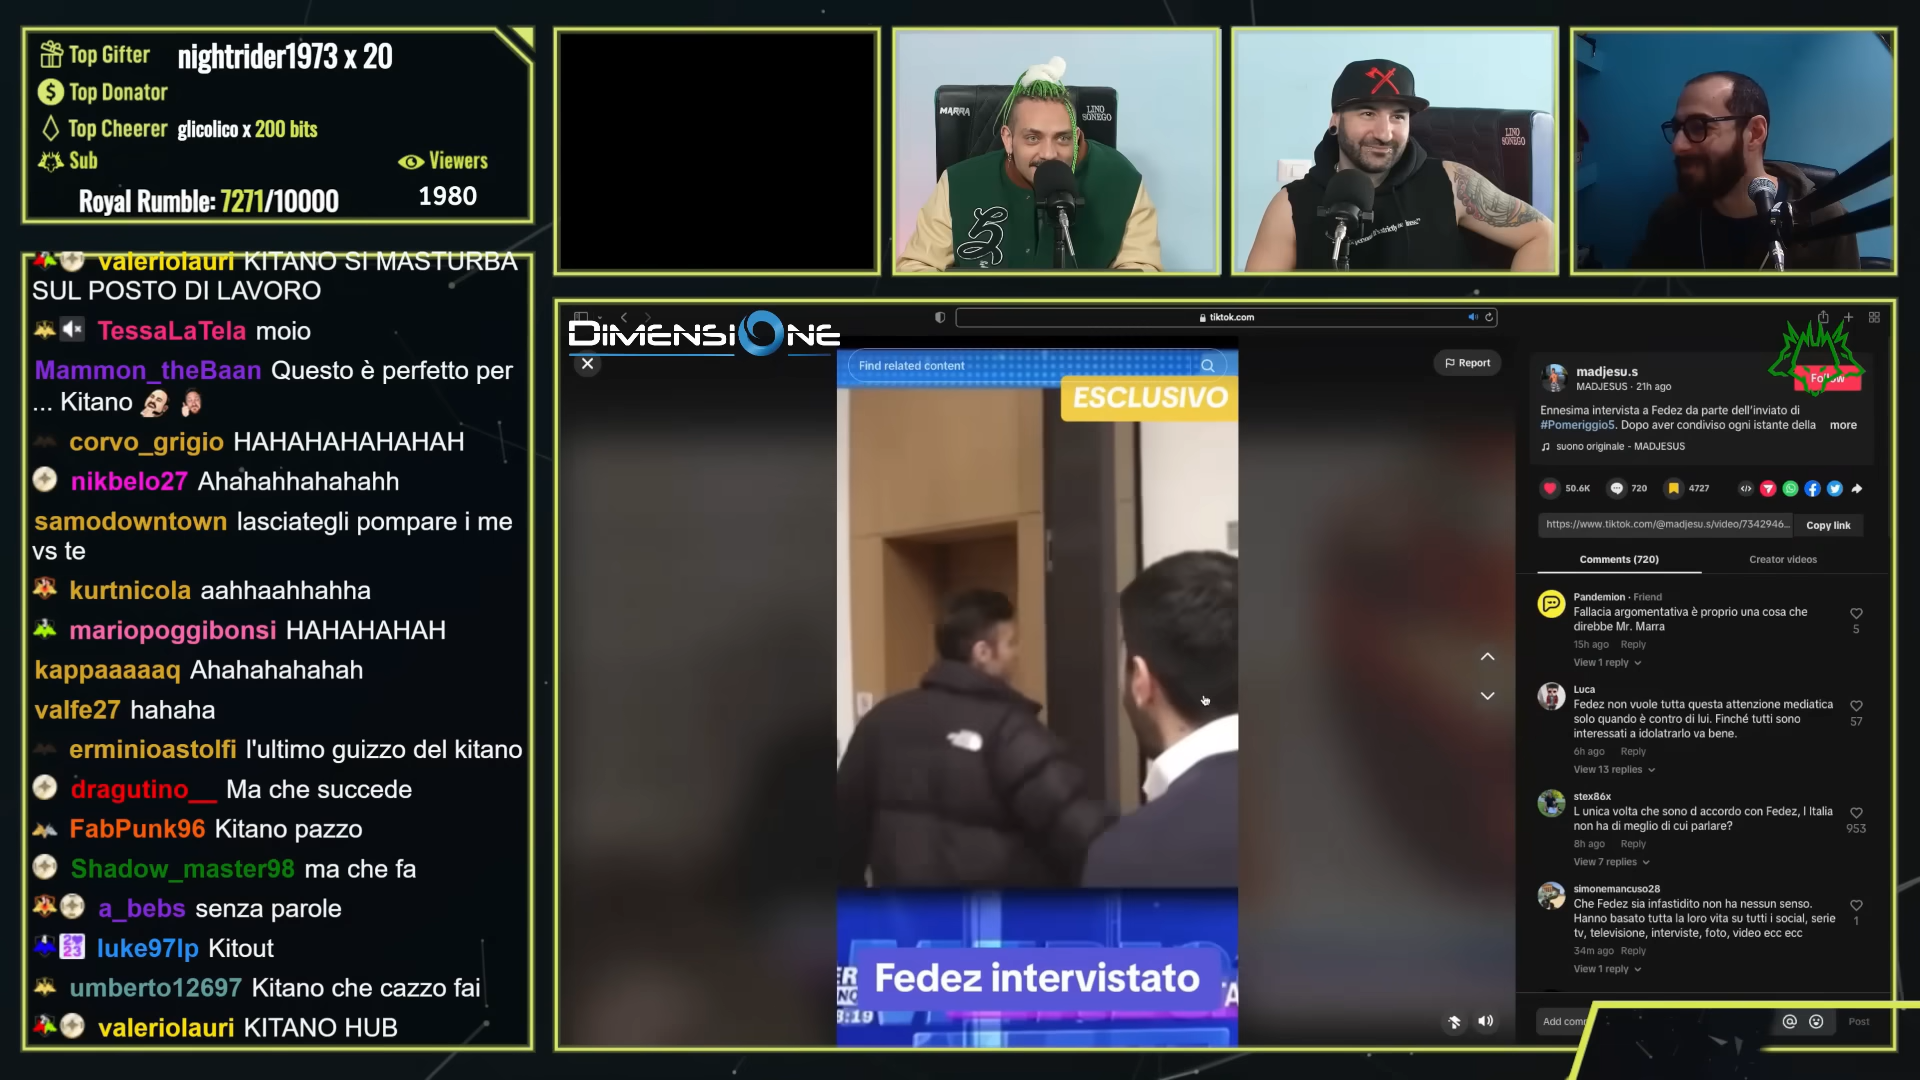 Top Gifter nightrider1973 x 20
Top Donator
Top Cheerer glicolico x 200 bits
Sub
Viewers
Royal Rumble: 7271/10000
1980
valeriolauri KITANO SI MASTURBA
SUL POSTO DI LAVORO
TessaLaTela moio
Mammon_theBaan Questo è perfetto per
... Kitano
corvo_grigio HAHAHAHAHAHAH
nikbelo27 Ahahahhahahahh
samodowntown lasciategli pompare i me
vs te
kurtnicola aahhaahhahha
mariopoggibonsi HAHAHAHAH
kappaaaaaq Ahahahahahah
valfe27 hahaha
erminioastolfi l'ultimo guizzo del kitano
dragutino__ Ma che succede
FabPunk96 Kitano pazzo
Shadow_master98 ma che fa
a_bebs senza parole
luke97lp Kitout
umberto12697 Kitano che cazzo fai
valeriolauri KITANO HUB
MARRA
LINO
SONEGO
LINO
SONEGO
DIMENSIONE
tiktok.com
Find related content
ESCLUSIVO
Report
Fedez intervistato
3:19
madjesu.s
MADJESUS · 21h ago
Follow
Ennesima intervista a Fedez da parte dell'inviato di
#Pomeriggio5. Dopo aver condiviso ogni istante della more
suono originale - MADJESUS
50.6K 720 4727
https://www.tiktok.com/@madjesu.s/video/7342946... Copy link
Comments (720) Creator videos
Pandemion · Friend
Fallacia argomentativa è proprio una cosa che
direbbe Mr. Marra
5
15h ago Reply
View 1 reply
Luca
Fedez non vuole tutta questa attenzione mediatica
solo quando è contro di lui. Finché tutti sono
interessati a idolatrarlo va bene.
57
6h ago Reply
View 13 replies
stex86x
L unica volta che sono d accordo con Fedez, l Italia
non ha di meglio di cui parlare?
953
8h ago Reply
View 7 replies
simonemancuso28
Che Fedez sia infastidito non ha nessun senso.
Hanno basato tutta la loro vita su tutti i social, serie
tv, televisione, interviste, foto, video ecc ecc
1
34m ago Reply
View 1 reply
Add com
Post